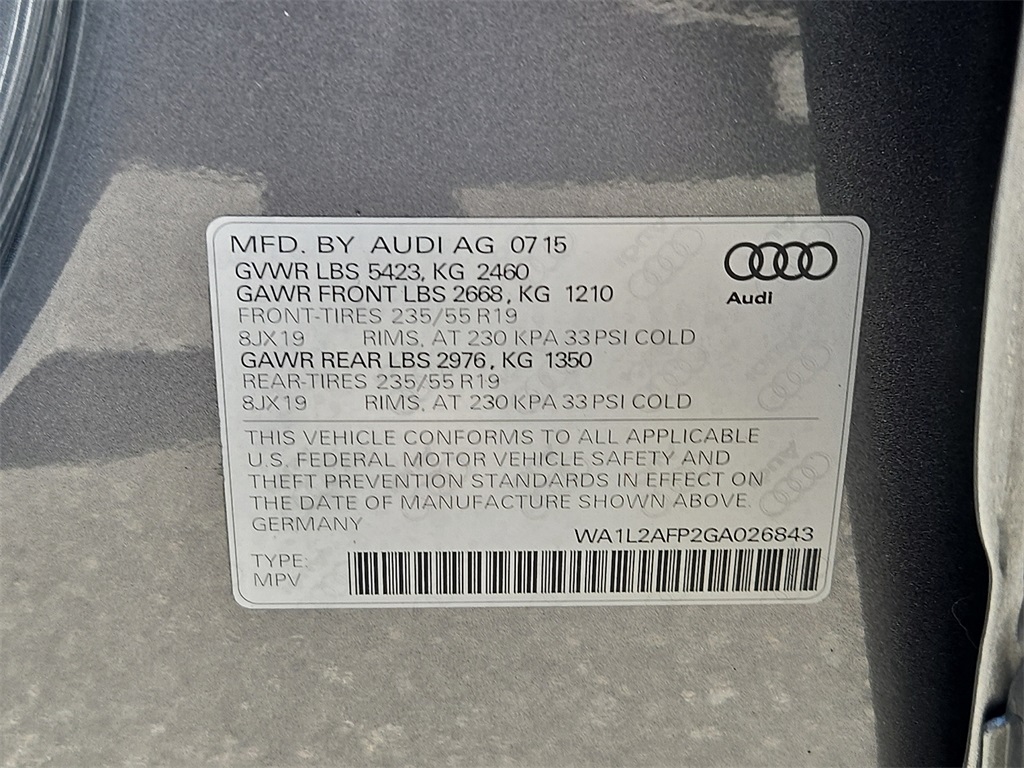 MFD. BY AUDI AG 0715
GVWR LBS 5423, KG 2460
GAWR FRONT LBS 2668, KG 1210
FRONT-TIRES 235/55 R19
8JX19 RIMS, AT 230 KPA 33 PSI COLD
GAWR REAR LBS 2976, KG 1350
REAR-TIRES 235/55 R19
8JX19 RIMS, AT 230 KPA 33 PSI COLD
Audi
THIS VEHICLE CONFORMS TO ALL APPLICABLE
U.S. FEDERAL MOTOR VEHICLE SAFETY AND
THEFT PREVENTION STANDARDS IN EFFECT ON
THE DATE OF MANUFACTURE SHOWN ABOVE.
GERMANY
WA1L2AFP2GA026843
TYPE:
MPV